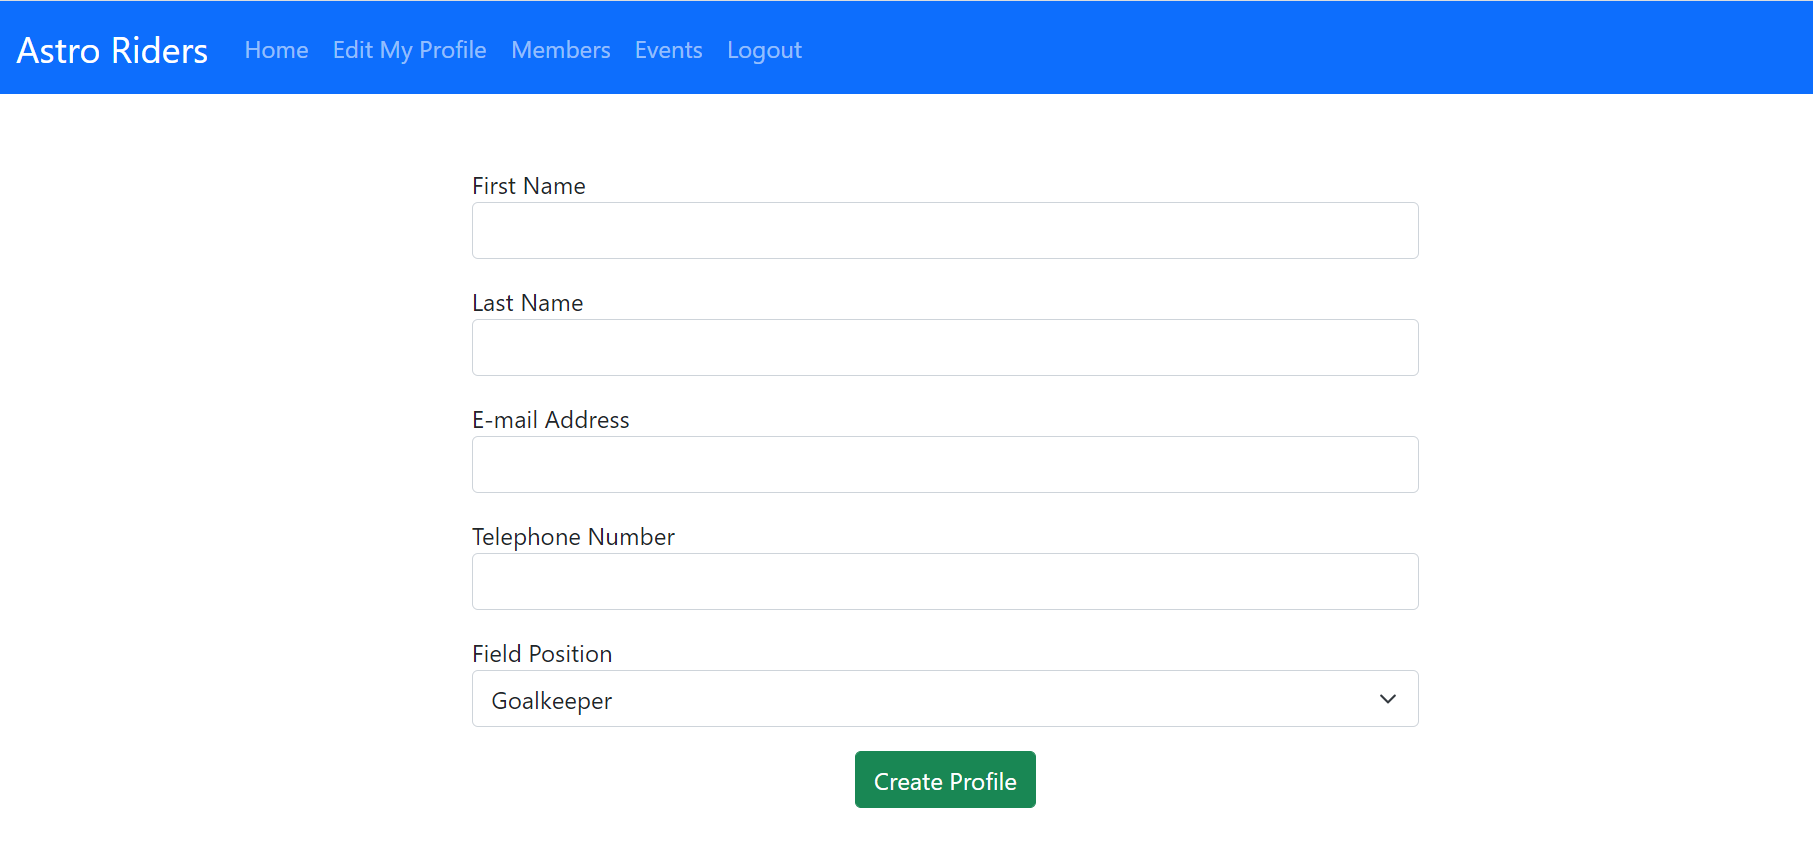 Astro Riders Home Edit My Profile Members Events Logout
First Name
Last Name
E-mail Address
Telephone Number
Field Position
Goalkeeper
Create Profile